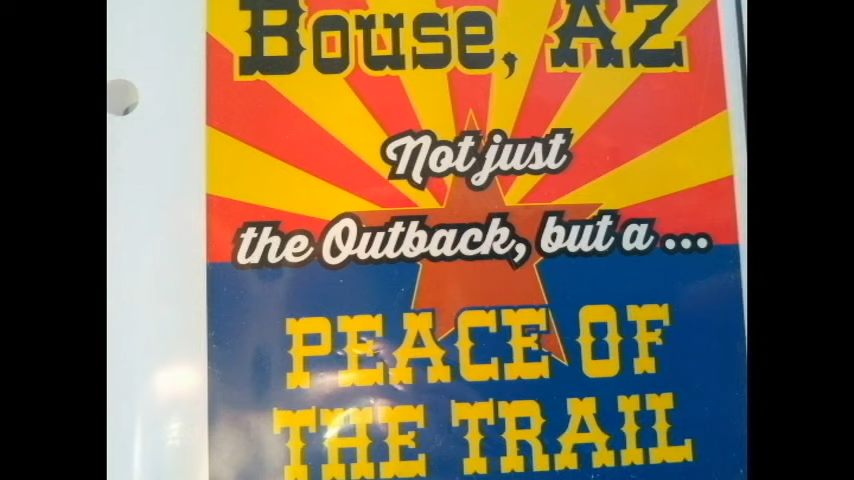 Bouse, AZ
Not just
the Outback, but a ...
PEACE OF
THE TRAIL